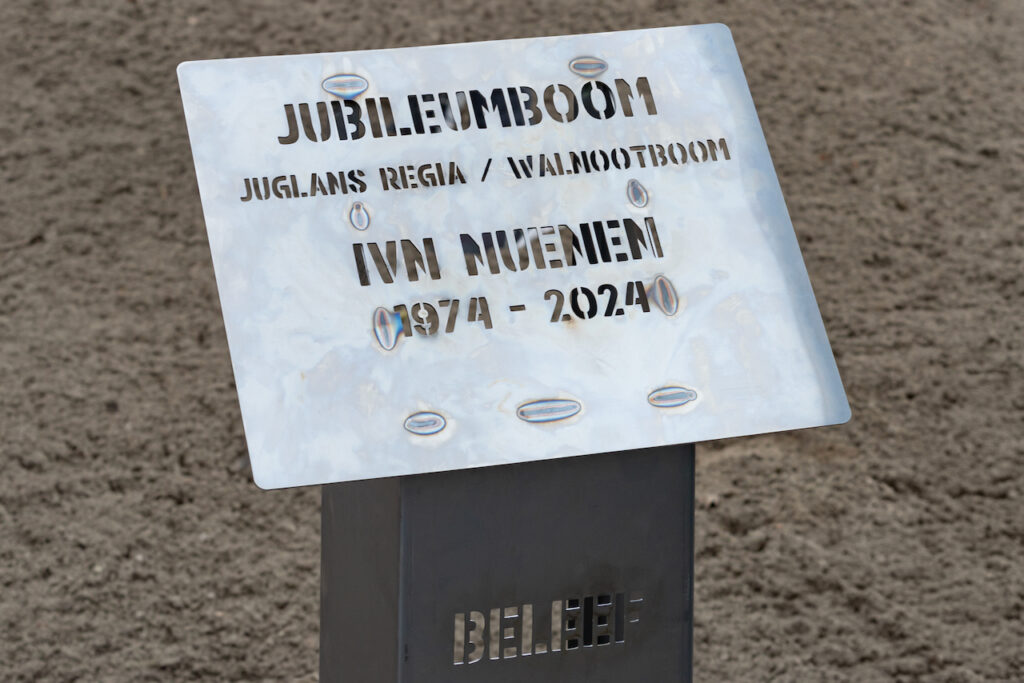 JUBILEUMBOOM
JUGLANS REGIA / WALNOOTBOOM
IVN NUENEN
1974 - 2024
BELEEF